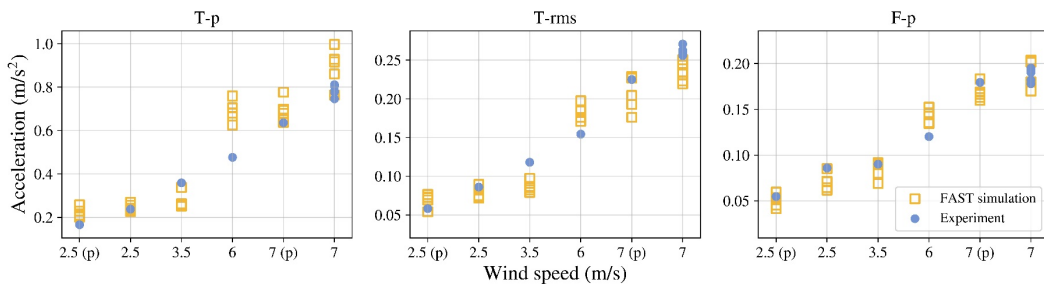 T-p
T-rms
F-p
Acceleration (m/s²)
1.0
0.8
0.6
0.4
0.2
2.5 (p) 2.5 3.5 6 7 (p) 7
0.25
0.20
0.15
0.10
0.05
2.5 (p) 2.5 3.5 6 7 (p) 7
0.20
0.15
0.10
0.05
FAST simulation
Experiment
2.5 (p) 2.5 3.5 6 7 (p) 7
Wind speed (m/s)